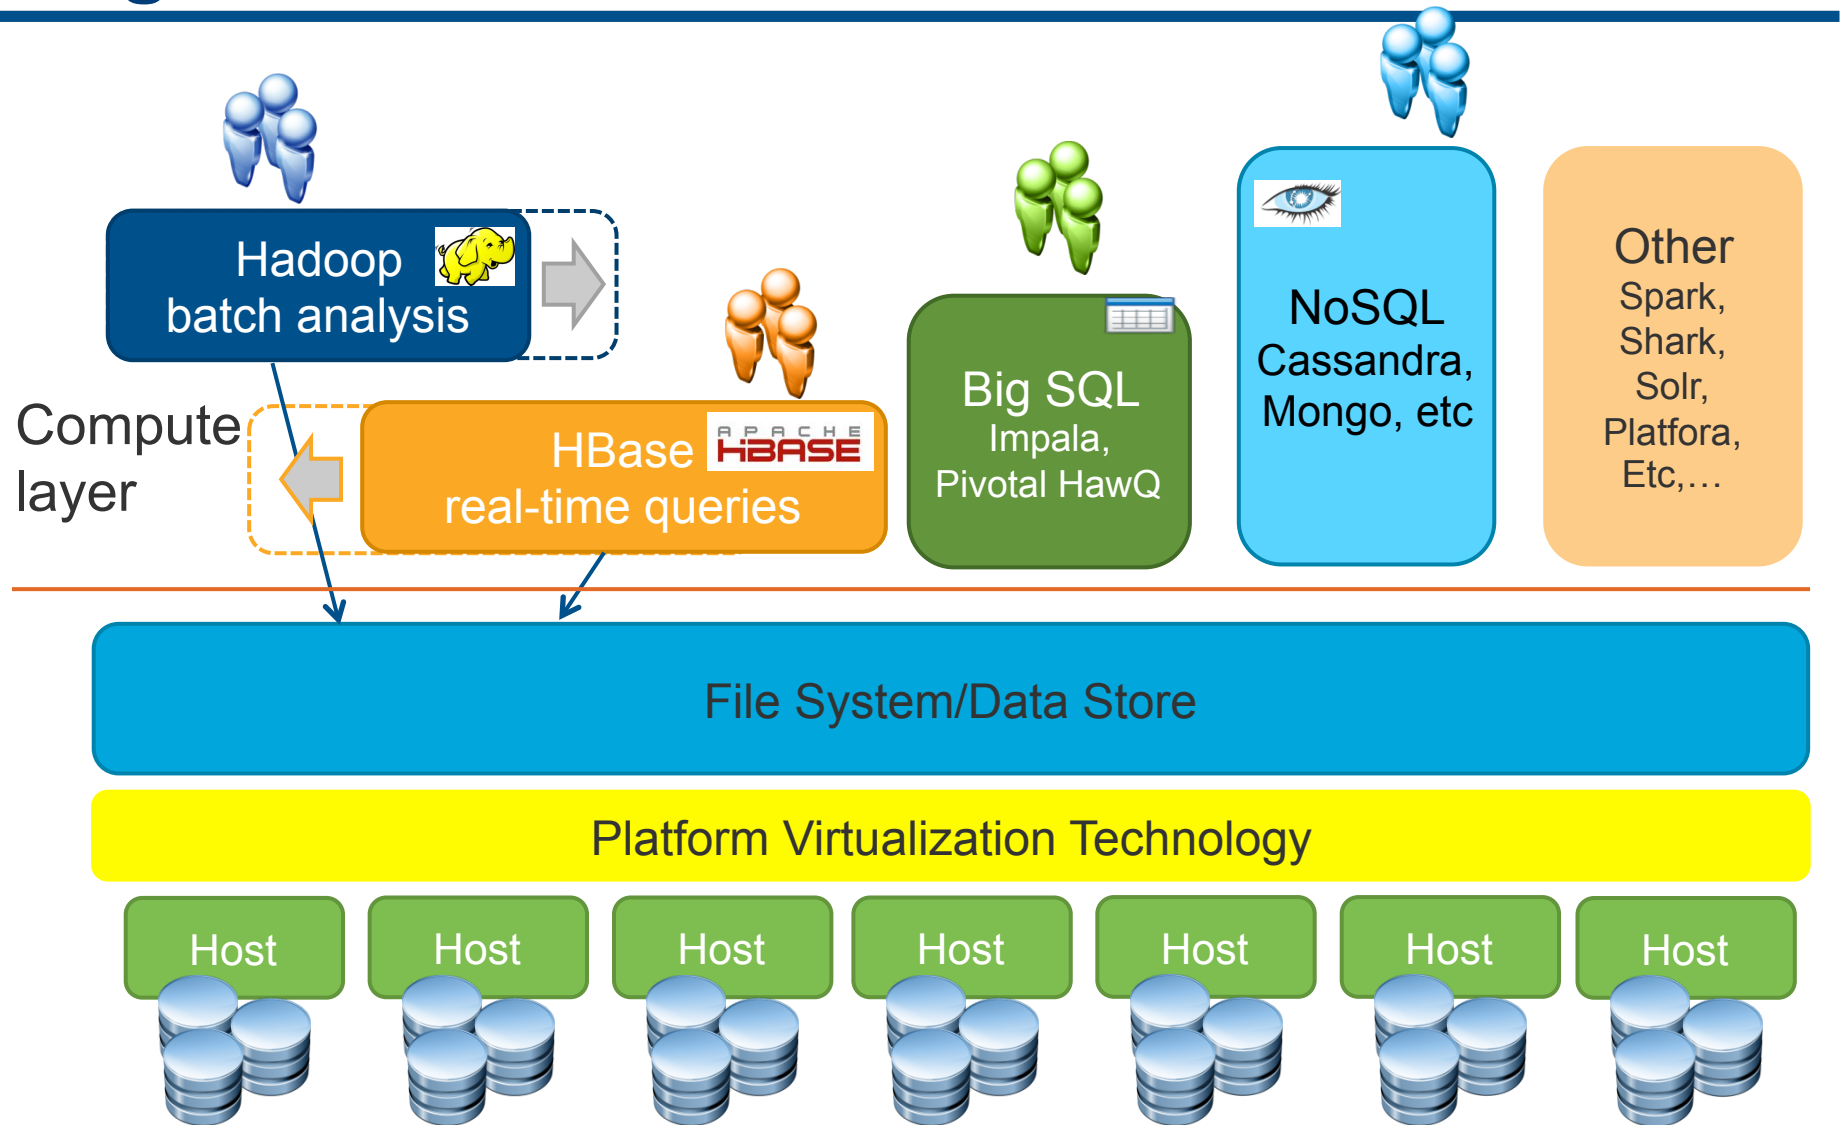 Hadoop
batch analysis
Compute
layer
HBase
APACHE
HBASE
real-time queries
Big SQL
Impala,
Pivotal HawQ
NoSQL
Cassandra,
Mongo, etc
Other
Spark,
Shark,
Solr,
Platfora,
Etc,…
File System/Data Store
Platform Virtualization Technology
Host
Host
Host
Host
Host
Host
Host